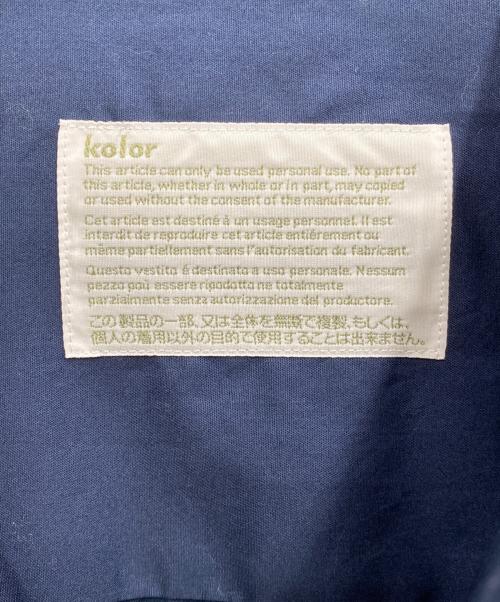 kolor
This article can only be used personal use. No part of
this article, whether in whole or in part, may copied
or used without the consent of the manufacturer.
Cet article est destiné à un usage personnel. Il est
interdit de reproduire cet article entiérement ou
même partiellement sans l'autorisation du fabricant.
Questo vestito é destinato a uso personale. Nessun
pezzo può essere riprodotto ne totalmente
parzialmente senza autorizzazione del productore.
この製品の一部、又は全体を無断で複製、もしくは、
個人の着用以外の目的で使用することは出来ません。